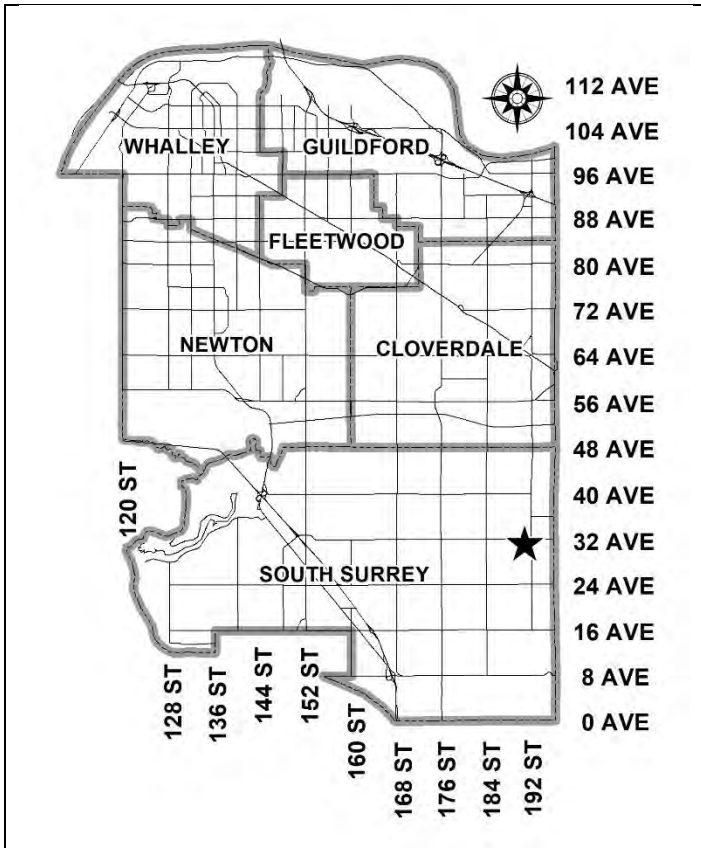 112 AVE
104 AVE
WHALLEY
GUILDFORD
96 AVE
88 AVE
FLEETWOOD
80 AVE
72 AVE
NEWTON
CLOVERDALE
64 AVE
56 AVE
48 AVE
120 ST
40 AVE
32 AVE
SOUTH SURREY
24 AVE
16 AVE
8 AVE
128 ST
136 ST
144 ST
152 ST
160 ST
0 AVE
168 ST
176 ST
184 ST
192 ST